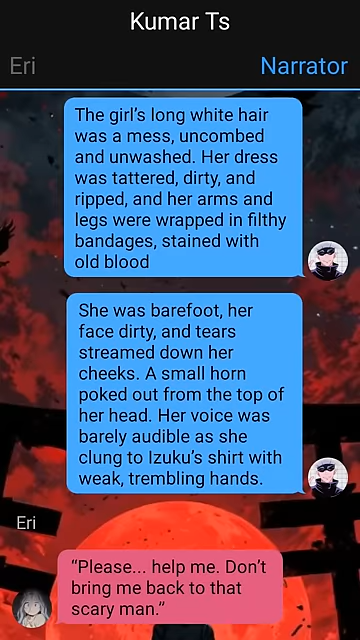 Kumar Ts
Eri
Narrator
The girl’s long white hair
was a mess, uncombed
and unwashed. Her dress
was tattered, dirty, and
ripped, and her arms and
legs were wrapped in filthy
bandages, stained with
old blood
She was barefoot, her
face dirty, and tears
streamed down her
cheeks. A small horn
poked out from the top of
her head. Her voice was
barely audible as she
clung to Izuku’s shirt with
weak, trembling hands.
Eri
“Please... help me. Don’t
bring me back to that
scary man.”